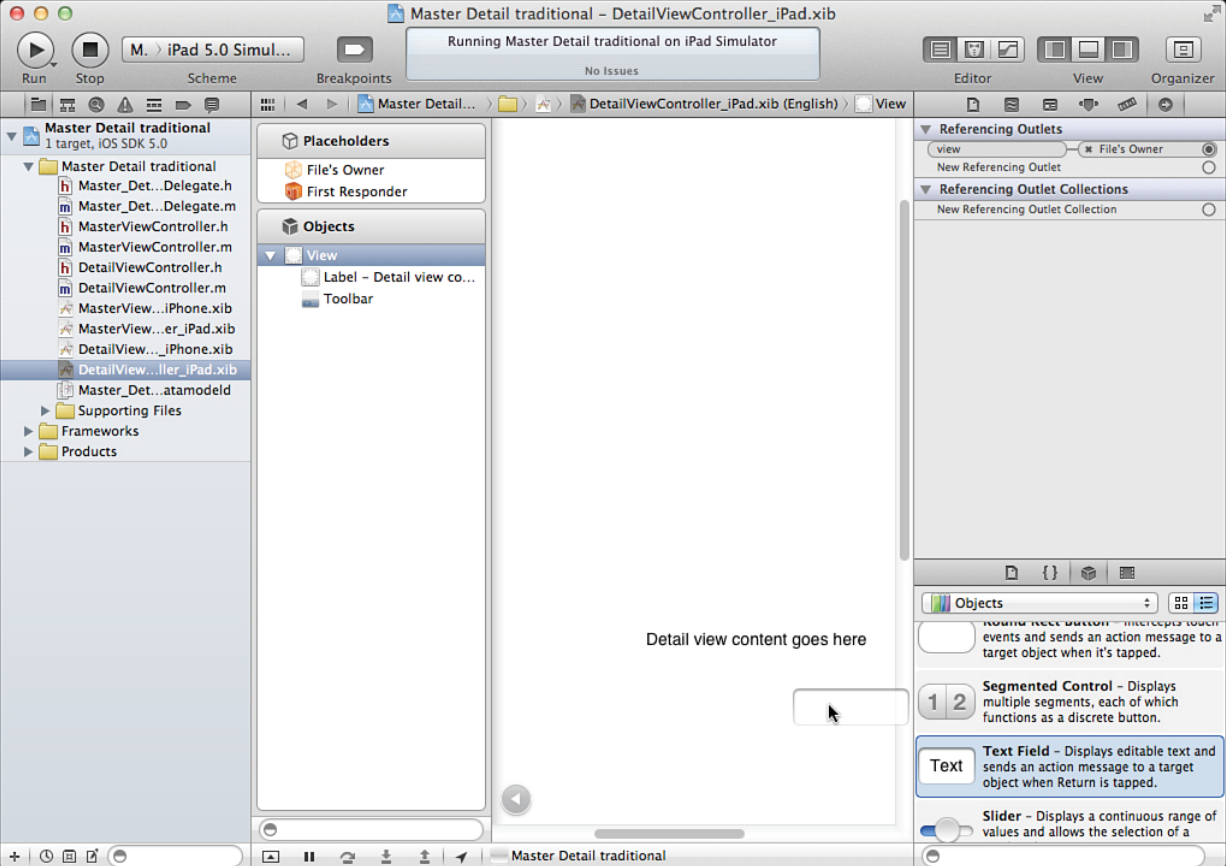 Master Detail traditional – DetailViewController_iPad.xib
Run
Stop
M. › iPad 5.0 Simul...
Scheme
Breakpoints
Running Master Detail traditional on iPad Simulator
No Issues
Editor
View
Organizer
Master Detail...
DetailViewController_iPad.xib (English)
View
Master Detail traditional
1 target, iOS SDK 5.0
Master Detail traditional
Master_Det...Delegate.h
Master_Det...Delegate.m
MasterViewController.h
MasterViewController.m
DetailViewController.h
DetailViewController.m
MasterView...iPhone.xib
MasterView...er_iPad.xib
DetailView..._iPhone.xib
DetailView...ller_iPad.xib
Master_Det...atamodeld
Supporting Files
Frameworks
Products
Placeholders
File's Owner
First Responder
Objects
View
Label – Detail view co...
Toolbar
Detail view content goes here
Master Detail traditional
Referencing Outlets
view
File's Owner
New Referencing Outlet
Referencing Outlet Collections
New Referencing Outlet Collection
{ }
Objects
Round Rect Button – Intercepts touch
events and sends an action message to a
target object when it's tapped.
1 2
Segmented Control – Displays
multiple segments, each of which
functions as a discrete button.
Text
Text Field – Displays editable text and
sends an action message to a target
object when Return is tapped.
Slider – Displays a continuous range of
values and allows the selection of a